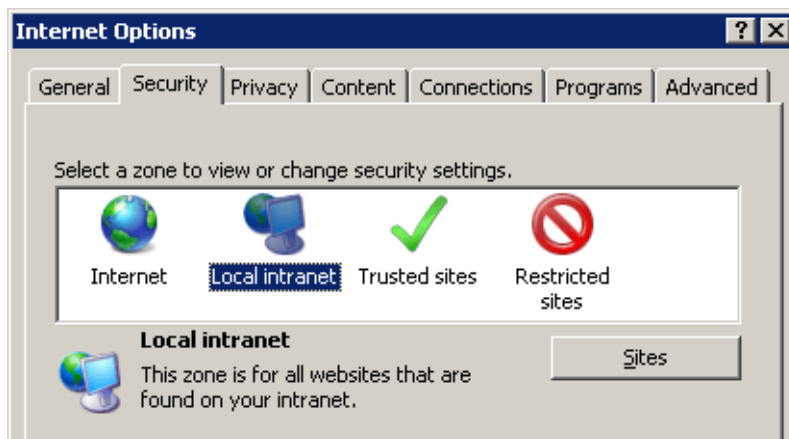 Internet Options
General Security Privacy Content Connections Programs Advanced
Select a zone to view or change security settings.
Internet Local intranet Trusted sites Restricted
sites
Local intranet
Sites
This zone is for all websites that are
found on your intranet.